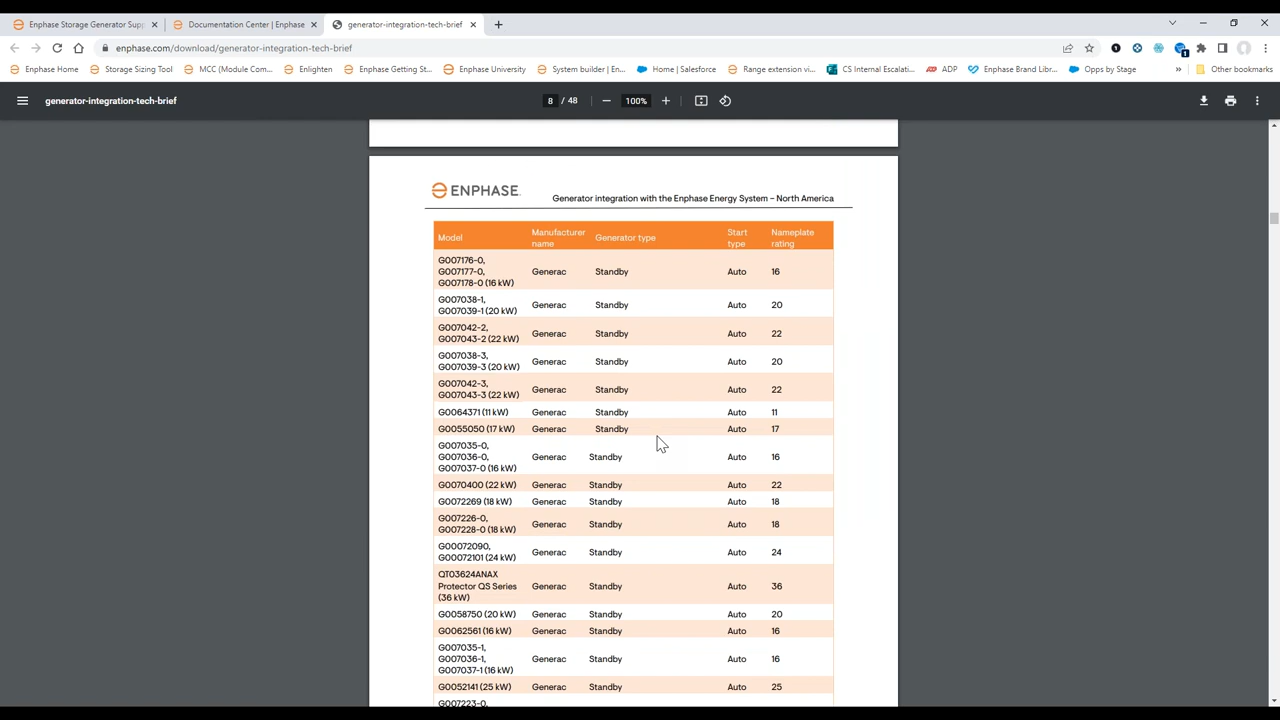 Enphase Storage Generator Supp
Documentation Center | Enphase
generator-integration-tech-brief
enphase.com/download/generator-integration-tech-brief
Enphase Home
Storage Sizing Tool
MCC (Module Com...
Enlighten
Enphase Getting St...
Enphase University
System builder | En...
Home | Salesforce
Range extension vi...
CS Internal Escalati...
ADP
Enphase Brand Libr...
Opps by Stage
»
Other bookmarks
generator-integration-tech-brief
8 / 48
100%
ENPHASE.
Generator integration with the Enphase Energy System – North America
Model
Manufacturer
name
Generator type
Start
type
Nameplate
rating
G007176-0,
G007177-0,
G007178-0 (16 kW)
Generac Standby Auto 16
G007038-1,
G007039-1 (20 kW)
Generac Standby Auto 20
G007042-2,
G007043-2 (22 kW)
Generac Standby Auto 22
G007038-3,
G007039-3 (20 kW)
Generac Standby Auto 20
G007042-3,
G007043-3 (22 kW)
Generac Standby Auto 22
G0064371 (11 kW) Generac Standby Auto 11
G0055050 (17 kW) Generac Standby Auto 17
G007035-0,
G007036-0,
G007037-0 (16 kW)
Generac Standby Auto 16
G0070400 (22 kW) Generac Standby Auto 22
G0072269 (18 kW) Generac Standby Auto 18
G007226-0,
G007228-0 (18 kW)
Generac Standby Auto 18
G00072090,
G00072101 (24 kW)
Generac Standby Auto 24
QT03624ANAX
Protector QS Series
(36 kW)
Generac Standby Auto 36
G0058750 (20 kW) Generac Standby Auto 20
G0062561 (16 kW) Generac Standby Auto 16
G007035-1,
G007036-1,
G007037-1 (16 kW)
Generac Standby Auto 16
G0052141 (25 kW) Generac Standby Auto 25
G007223-0,